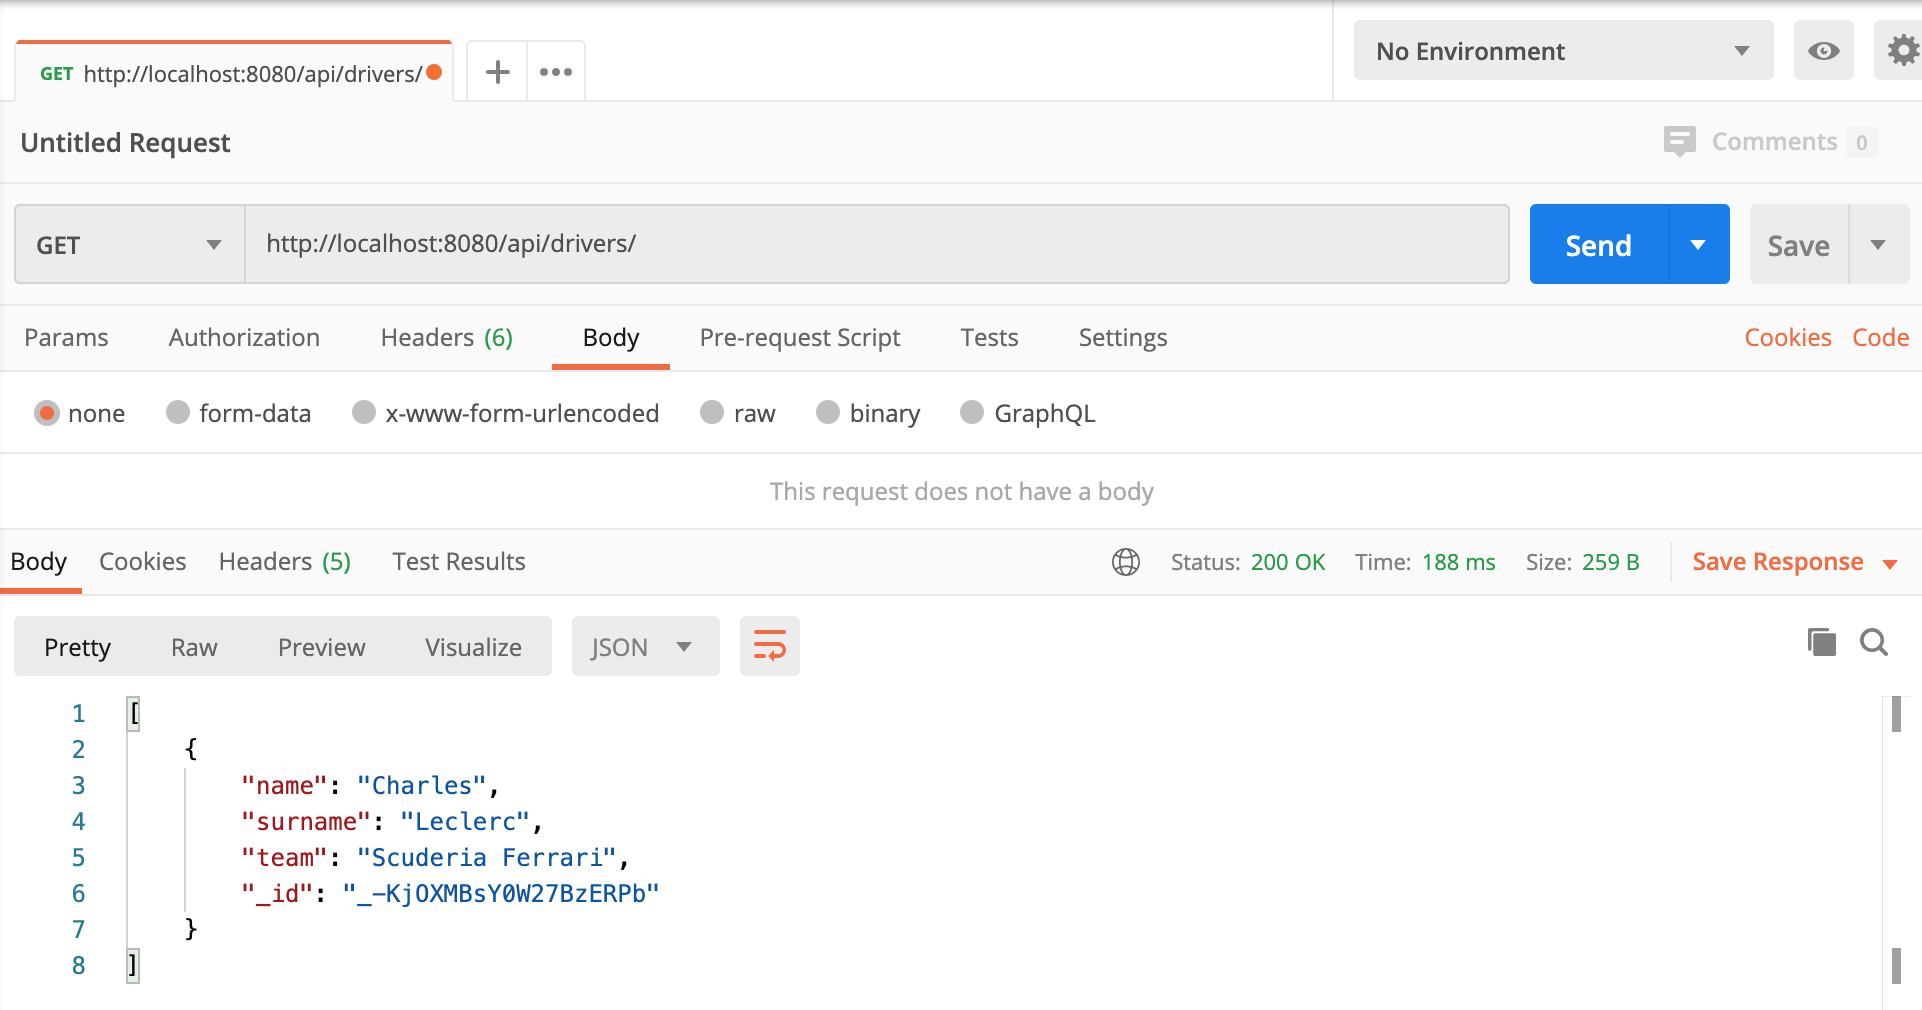 GET http://localhost:8080/api/drivers/
No Environment
Untitled Request
Comments 0
GET http://localhost:8080/api/drivers/ Send Save
Params Authorization Headers (6) Body Pre-request Script Tests Settings Cookies Code
none form-data x-www-form-urlencoded raw binary GraphQL
This request does not have a body
Body Cookies Headers (5) Test Results Status: 200 OK Time: 188 ms Size: 259 B Save Response
Pretty Raw Preview Visualize JSON
1 [
2 {
3 "name": "Charles",
4 "surname": "Leclerc",
5 "team": "Scuderia Ferrari",
6 "_id": "_-KjOXMBsY0W27BzERPb"
7 }
8 ]